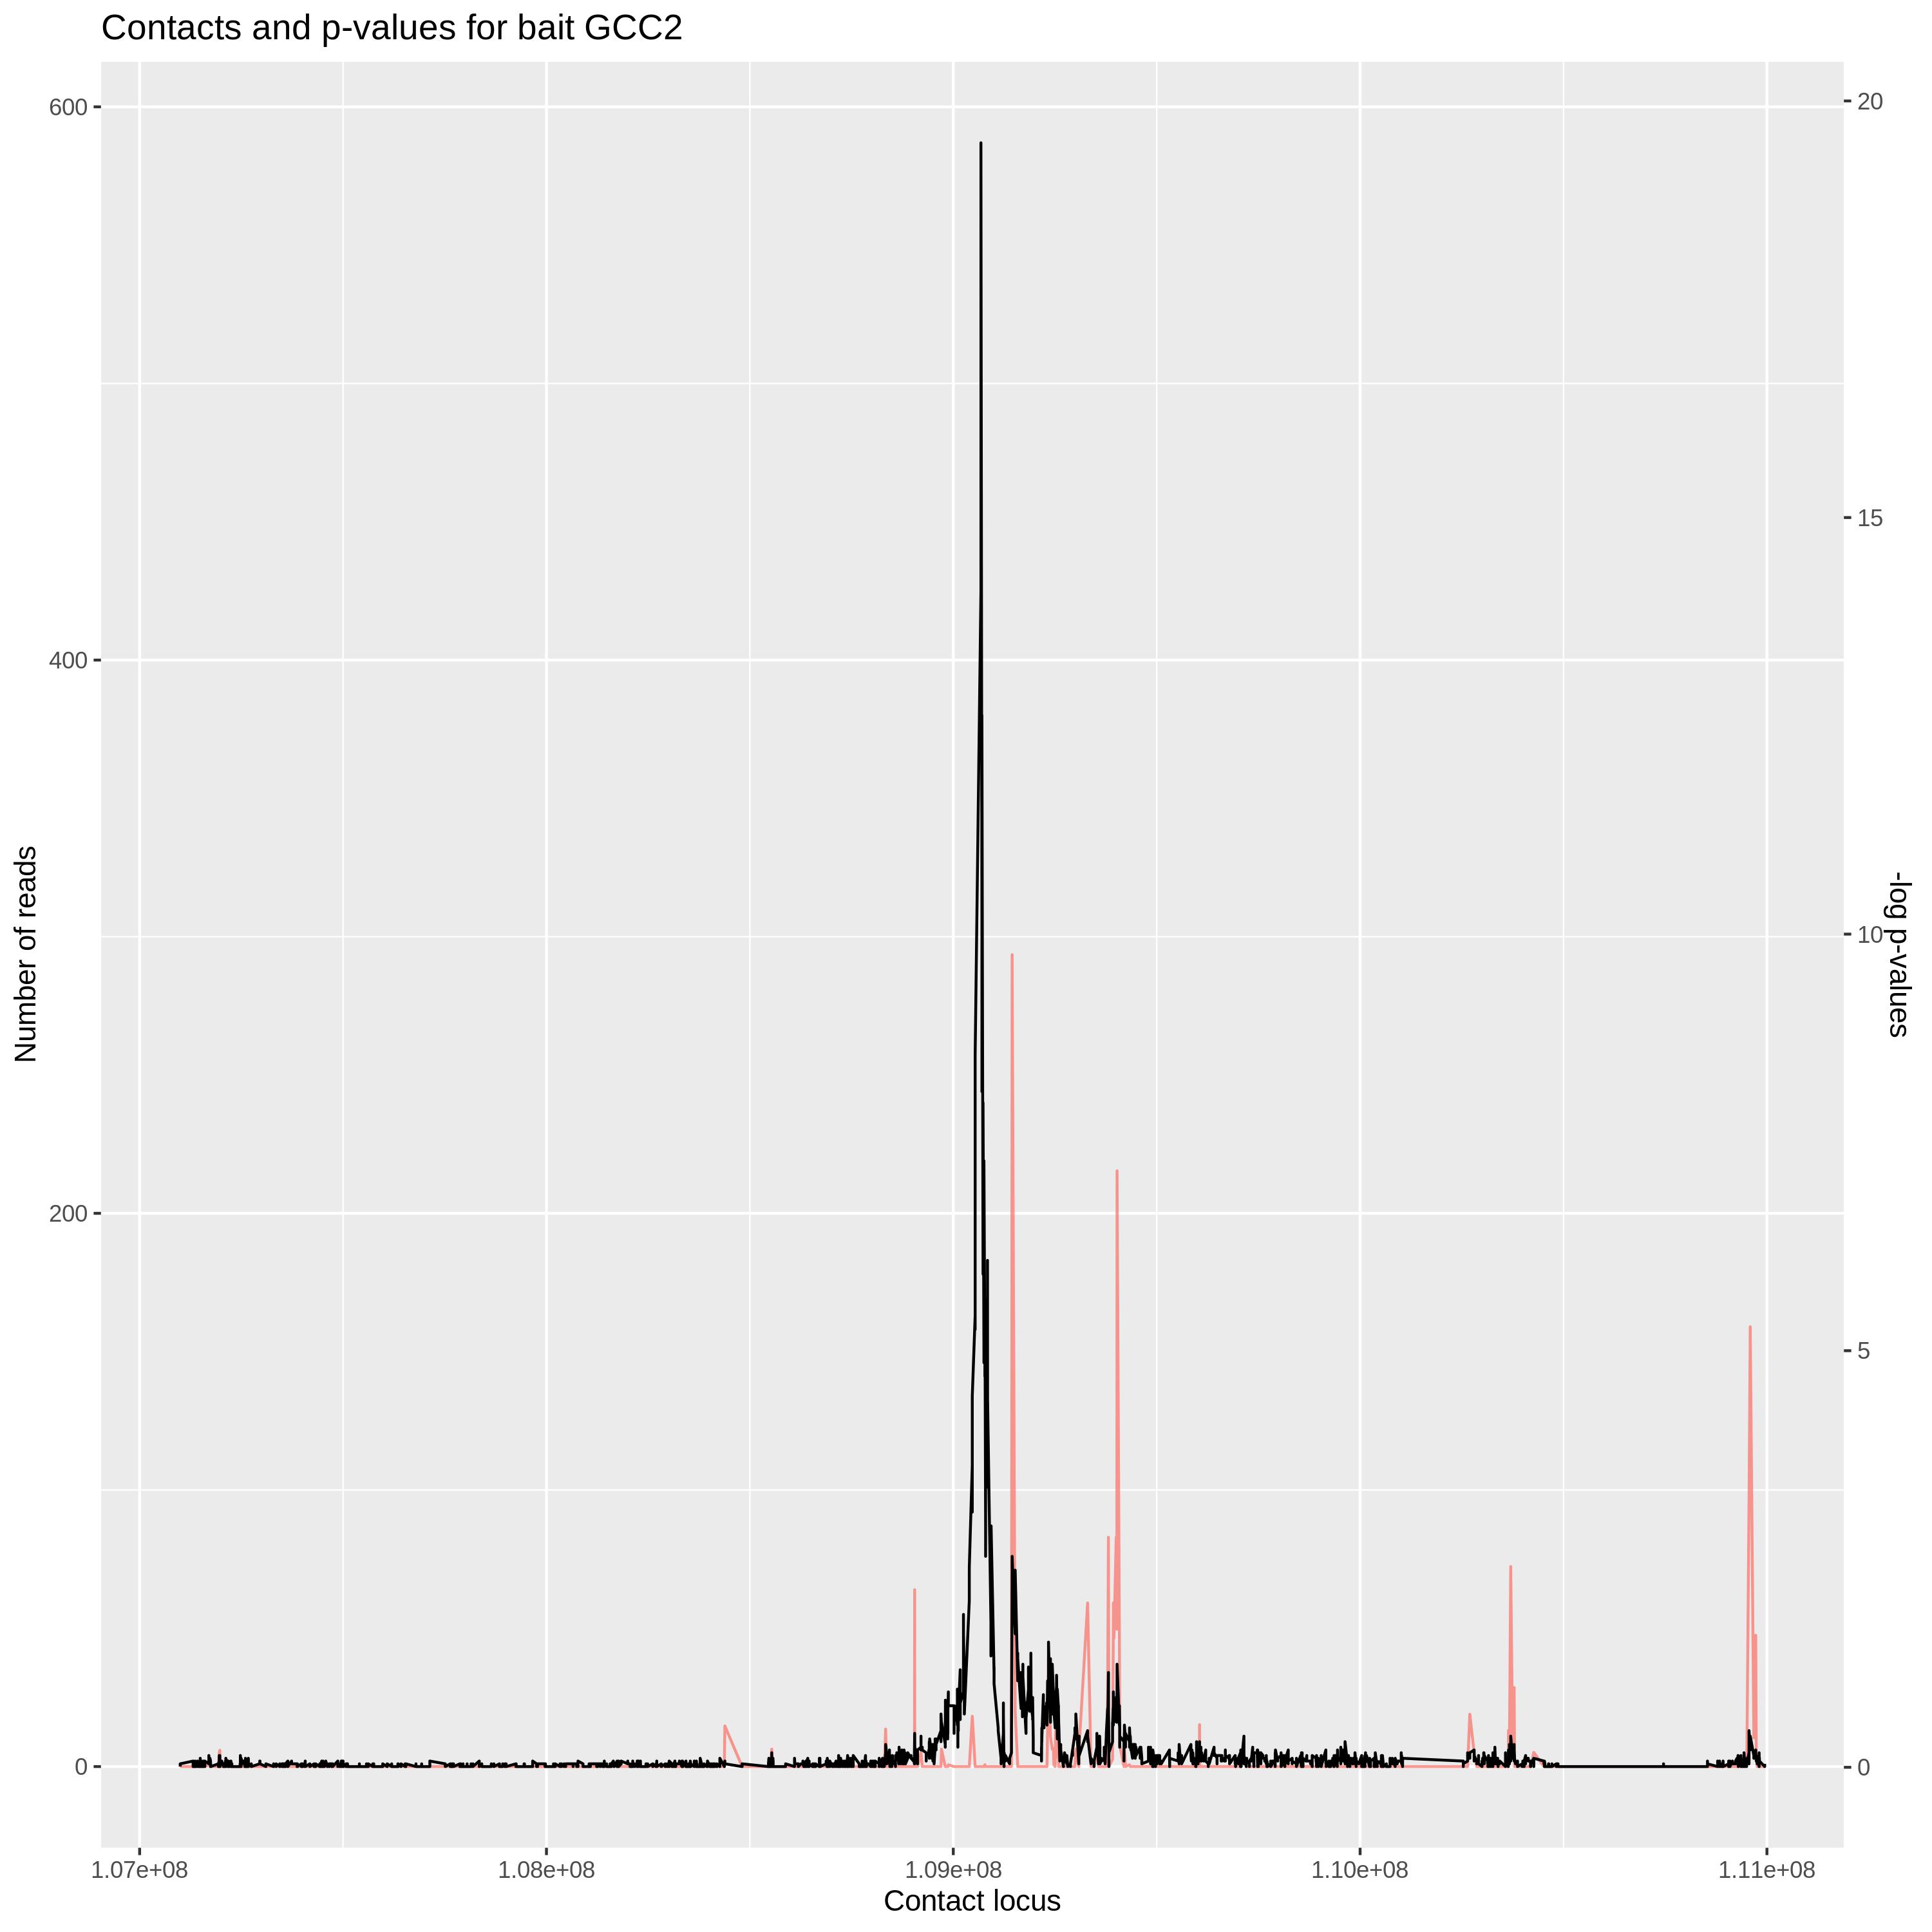 Contacts and p-values for bait GCC2
600
400
200
0
Number of reads
20
15
10
5
0
-log p-values
1.07e+08
1.08e+08
1.09e+08
1.10e+08
1.11e+08
Contact locus